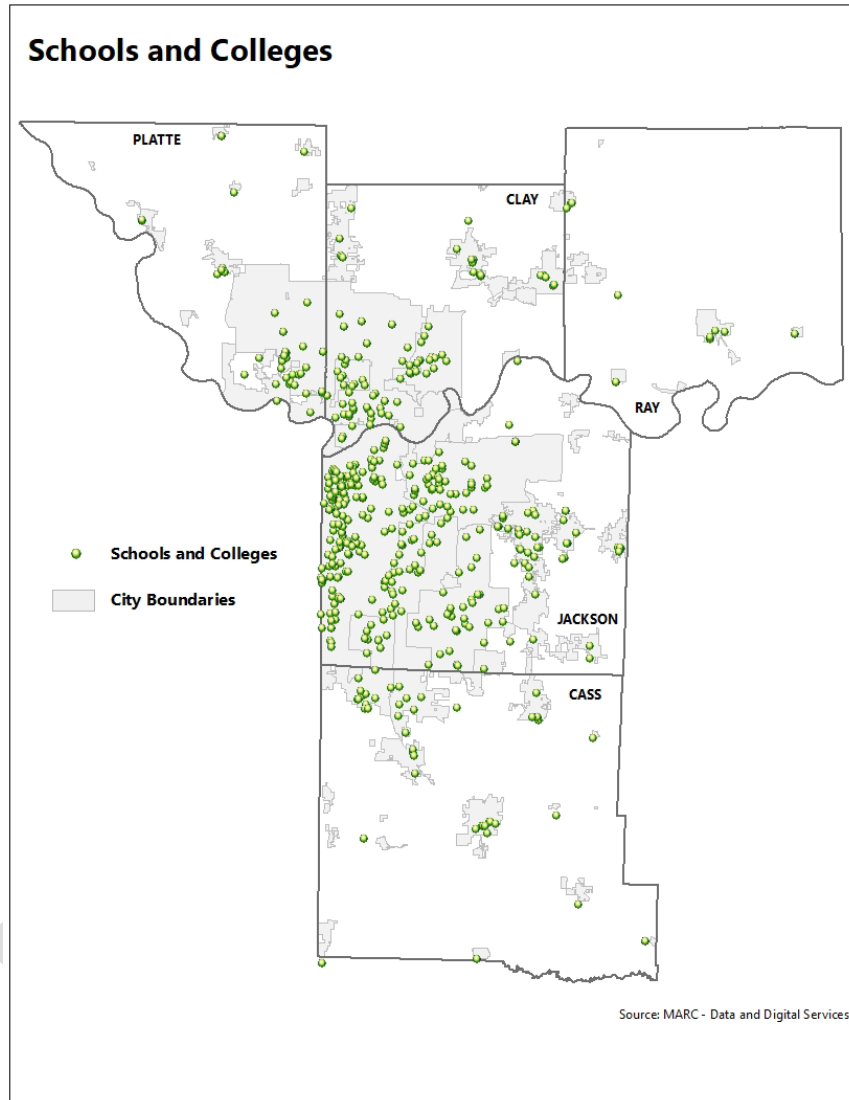 Schools and Colleges
PLATTE
CLAY
RAY
Schools and Colleges
City Boundaries
JACKSON
CASS
Source: MARC - Data and Digital Services